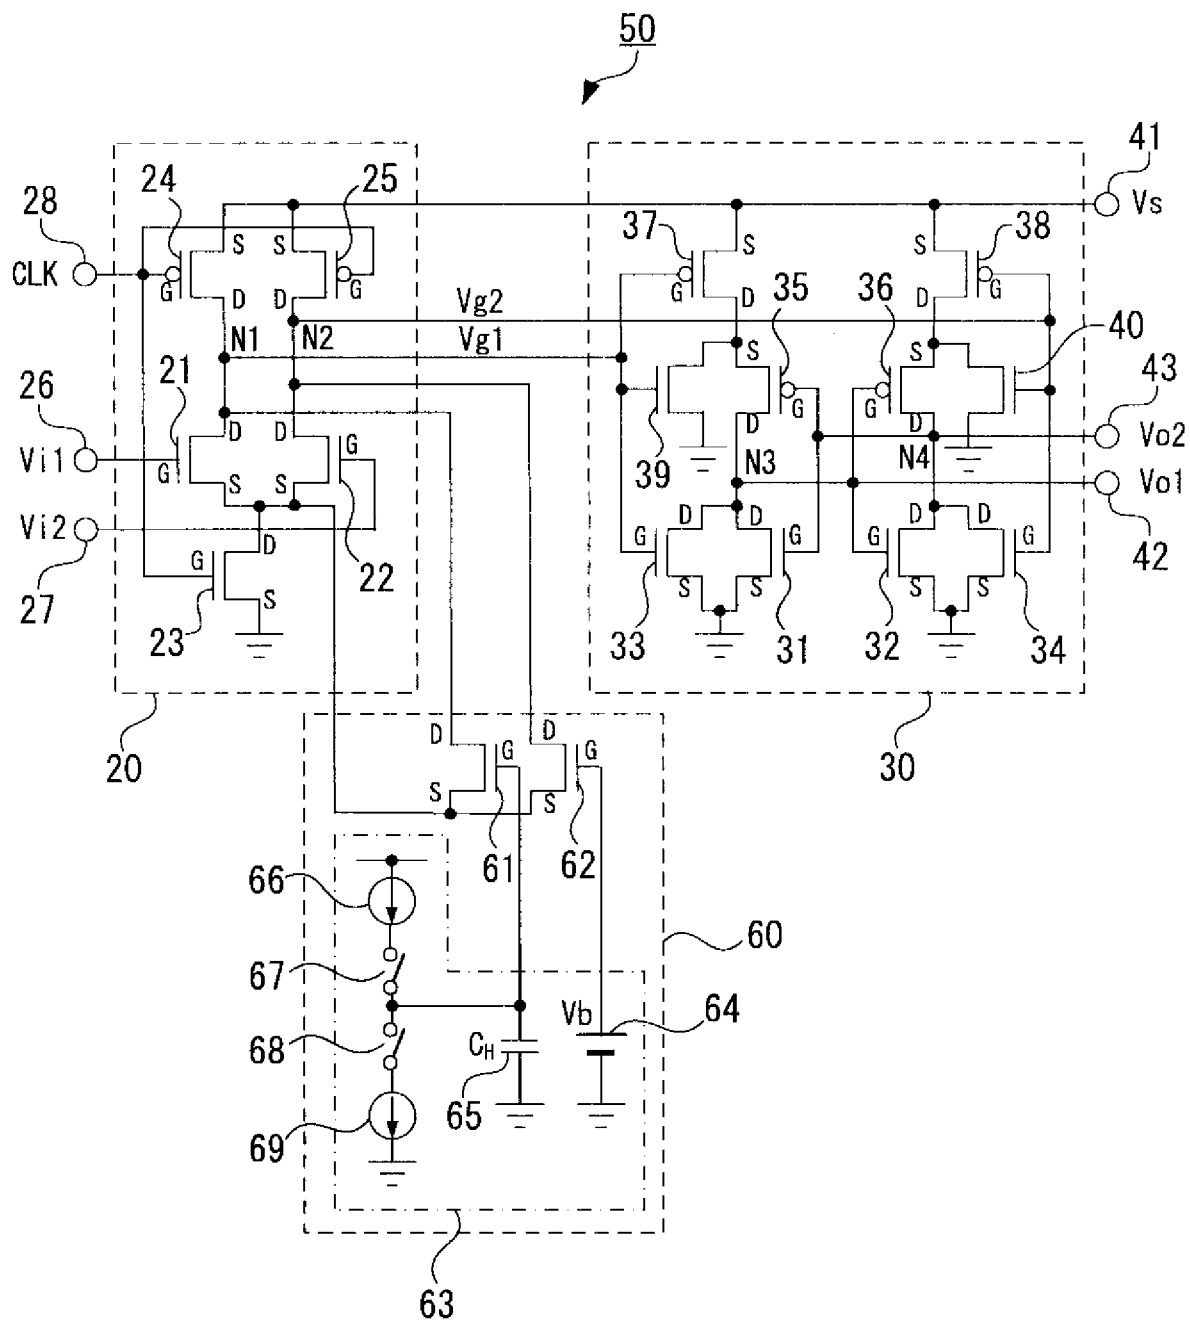 50
41
24
25
28
37
38
S
S
S
S
Vs
CLK
G
G
G
G
35
36
D
D
Vg2
D
D
40
N1
N2
Vg1
S
S
21
43
26
D
D
G
G
D
D
Vo2
Vi1
G
G
39
N3
N4
Vo1
S
S
Vi2
22
D
D
D
D
42
G
D
G
G
G
G
27
S
S
S
S
S
23
33
31
32
34
20
30
D
D
G
G
S
S
61
62
66
60
67
Vb
64
68
CH
65
69
63